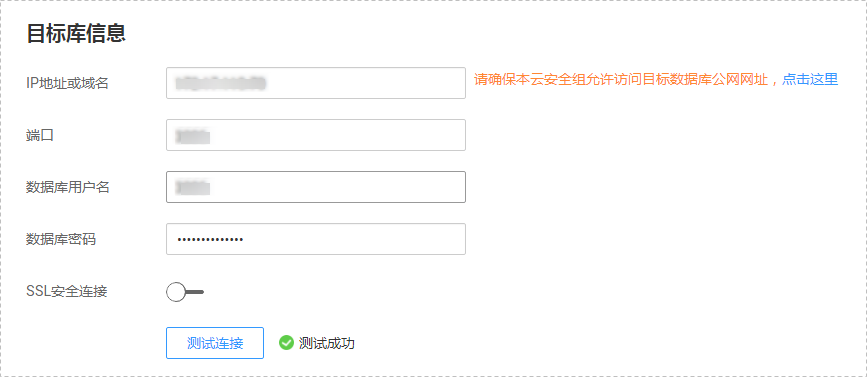 目标库信息
IP地址或域名
请确保本云安全组允许访问目标数据库公网网址，点击这里
端口
数据库用户名
数据库密码 ••••••••••••••
SSL安全连接
测试连接 测试成功